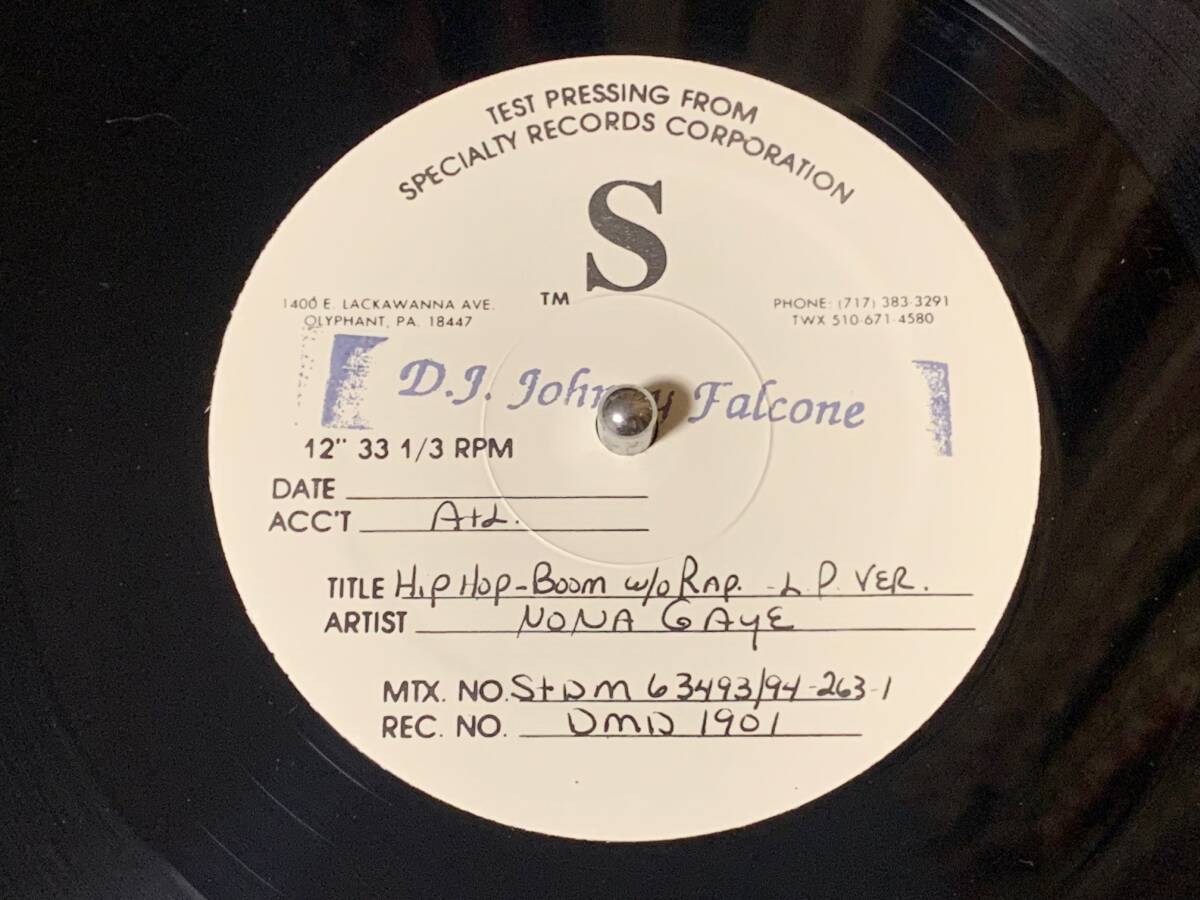 TEST PRESSING FROM
SPECIALTY RECORDS CORPORATION
S
TM
1400 E. LACKAWANNA AVE.
OLYPHANT, PA. 18447
PHONE: (717) 383-3291
TWX 510-671-4580
D.J. Johnny Falcone
12" 33 1/3 RPM
DATE
ACC'T Atl.
TITLE Hip Hop-Boom w/o Rap. - L.P. VER.
ARTIST NONA GAYE
MTX. NO. St DM 63493/94-263-1
REC. NO. DMD 1901